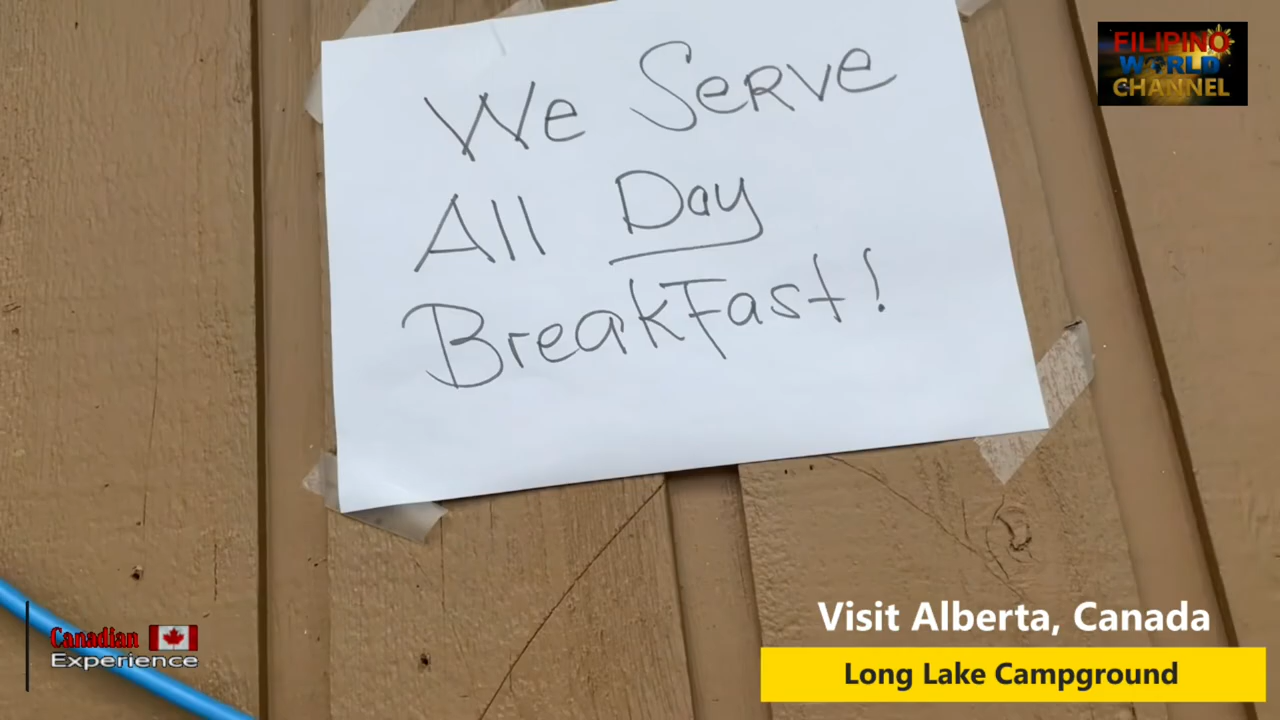 FILIPINO
WORLD
CHANNEL
We Serve
All Day
Breakfast!
Visit Alberta, Canada
Long Lake Campground
Canadian
Experience